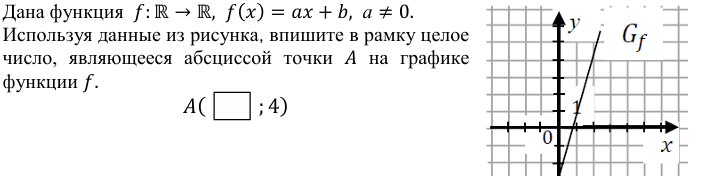 Дана функция f: ℝ → ℝ, f(x) = ax + b, a ≠ 0.
Используя данные из рисунка, впишите в рамку целое
число, являющееся абсциссой точки A на графике
функции f.
A( ; 4)
y
G_f
1
0
x